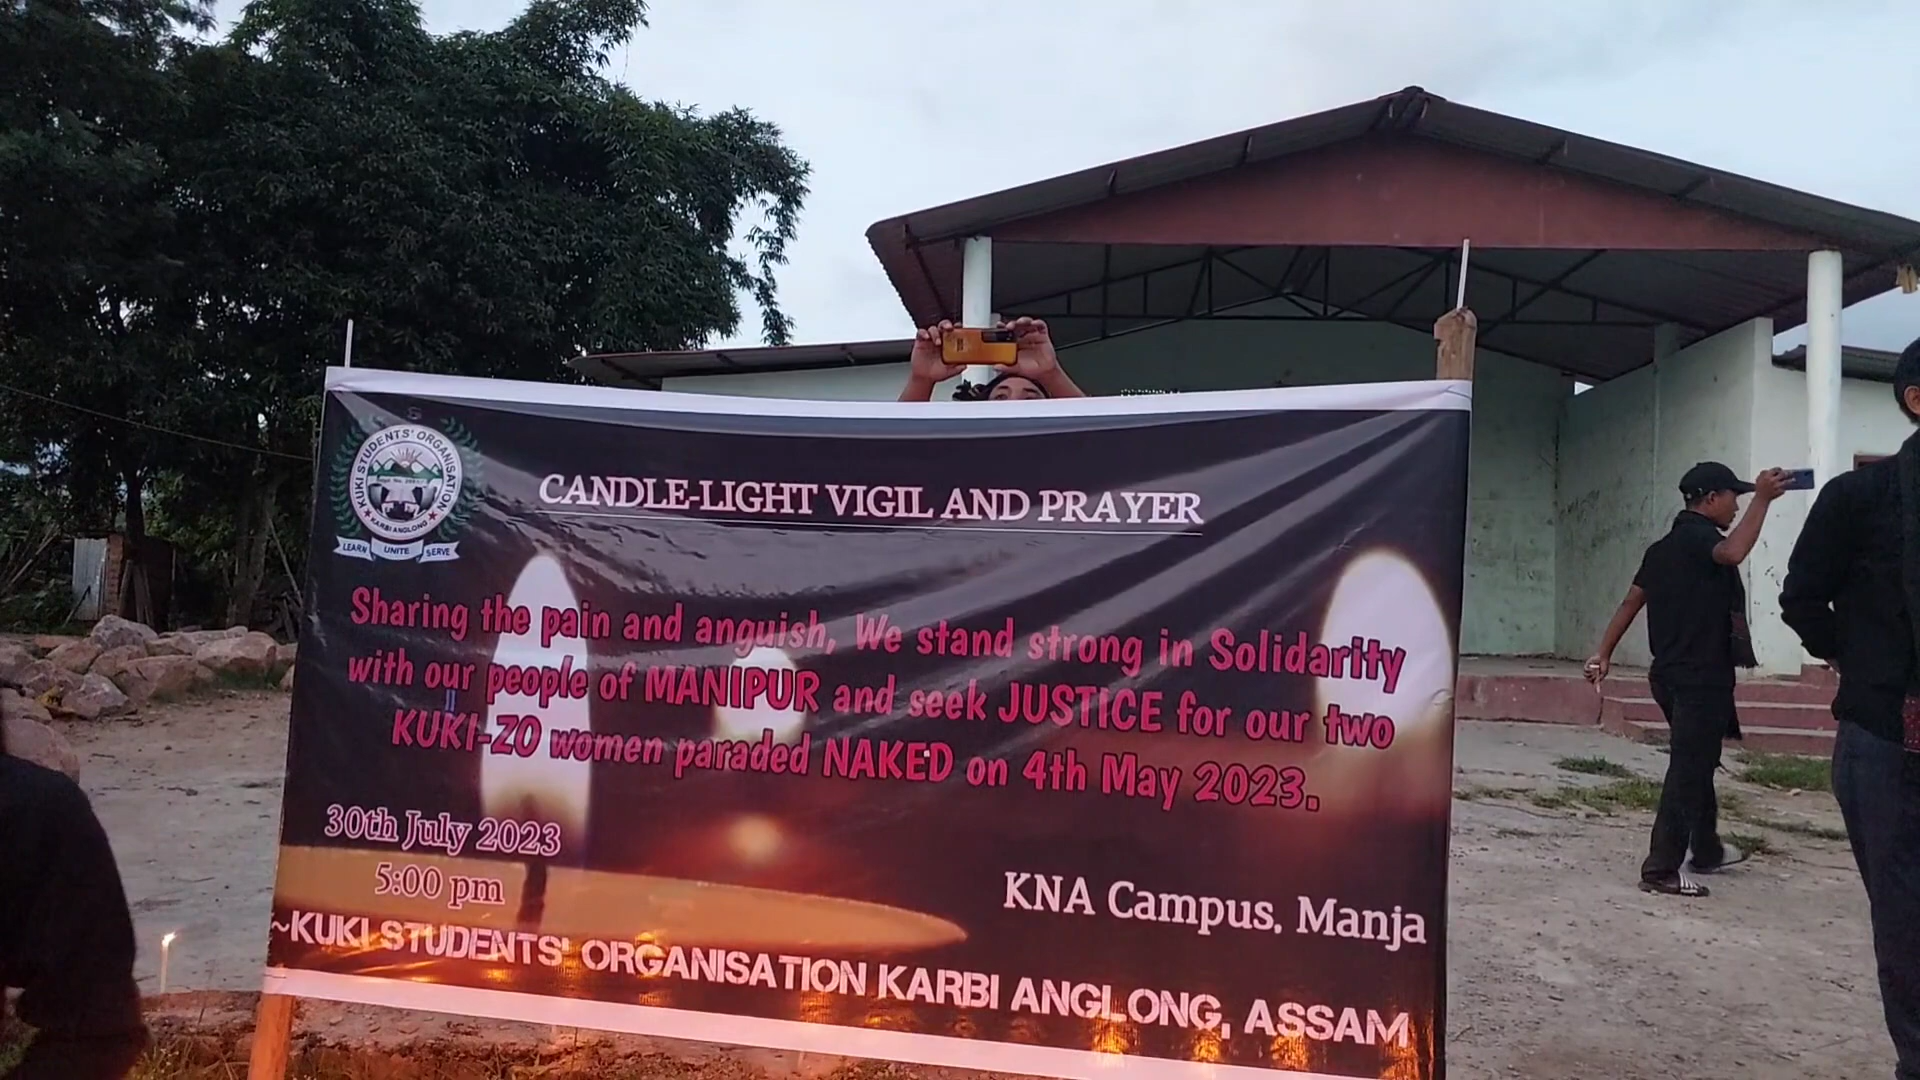 KUKI STUDENTS' ORGANISATION
KARBI ANGLONG
LEARN UNITE SERVE
CANDLE-LIGHT VIGIL AND PRAYER
Sharing the pain and anguish, We stand strong in Solidarity
with our people of MANIPUR and seek JUSTICE for our two
KUKI-ZO women paraded NAKED on 4th May 2023.
30th July 2023
5:00 pm
KNA Campus, Manja
~KUKI STUDENTS' ORGANISATION KARBI ANGLONG, ASSAM